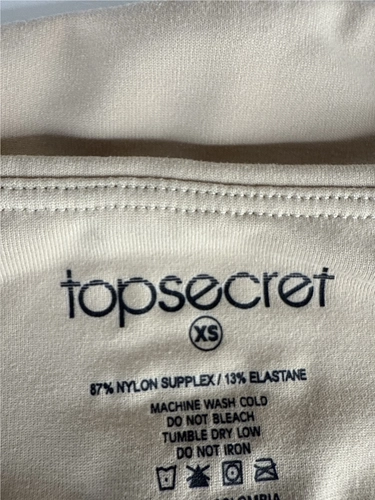 topsecret
XS
87% NYLON SUPPLEX / 13% ELASTANE
MACHINE WASH COLD
DO NOT BLEACH
TUMBLE DRY LOW
DO NOT IRON